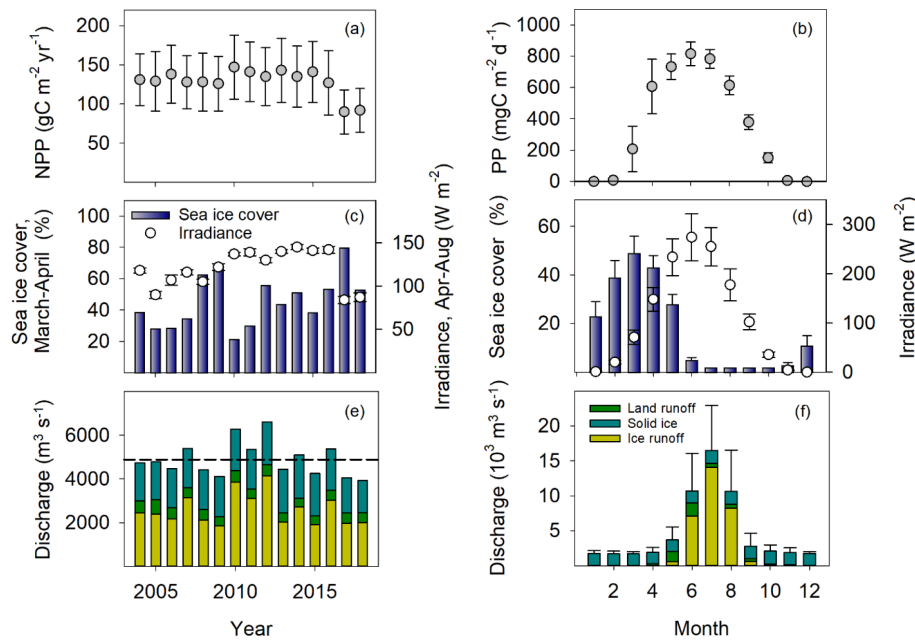 (a)
NPP (gC m⁻² yr⁻¹)
200
150
100
50
(b)
PP (mgC m⁻² d⁻¹)
1000
800
600
400
200
0
(c)
Sea ice cover
Irradiance
Sea ice cover,
March-April (%)
100
80
60
40
20
150
100
50
Irradiance, Apr-Aug (W m⁻²)
(d)
Sea ice cover (%)
60
40
20
300
200
100
0
Irradiance (W m⁻²)
(e)
Discharge (m³ s⁻¹)
6000
4000
2000
2005
2010
2015
Year
(f)
Land runoff
Solid ice
Ice runoff
Discharge (10³ m³ s⁻¹)
20
15
10
5
2
4
6
8
10
12
Month